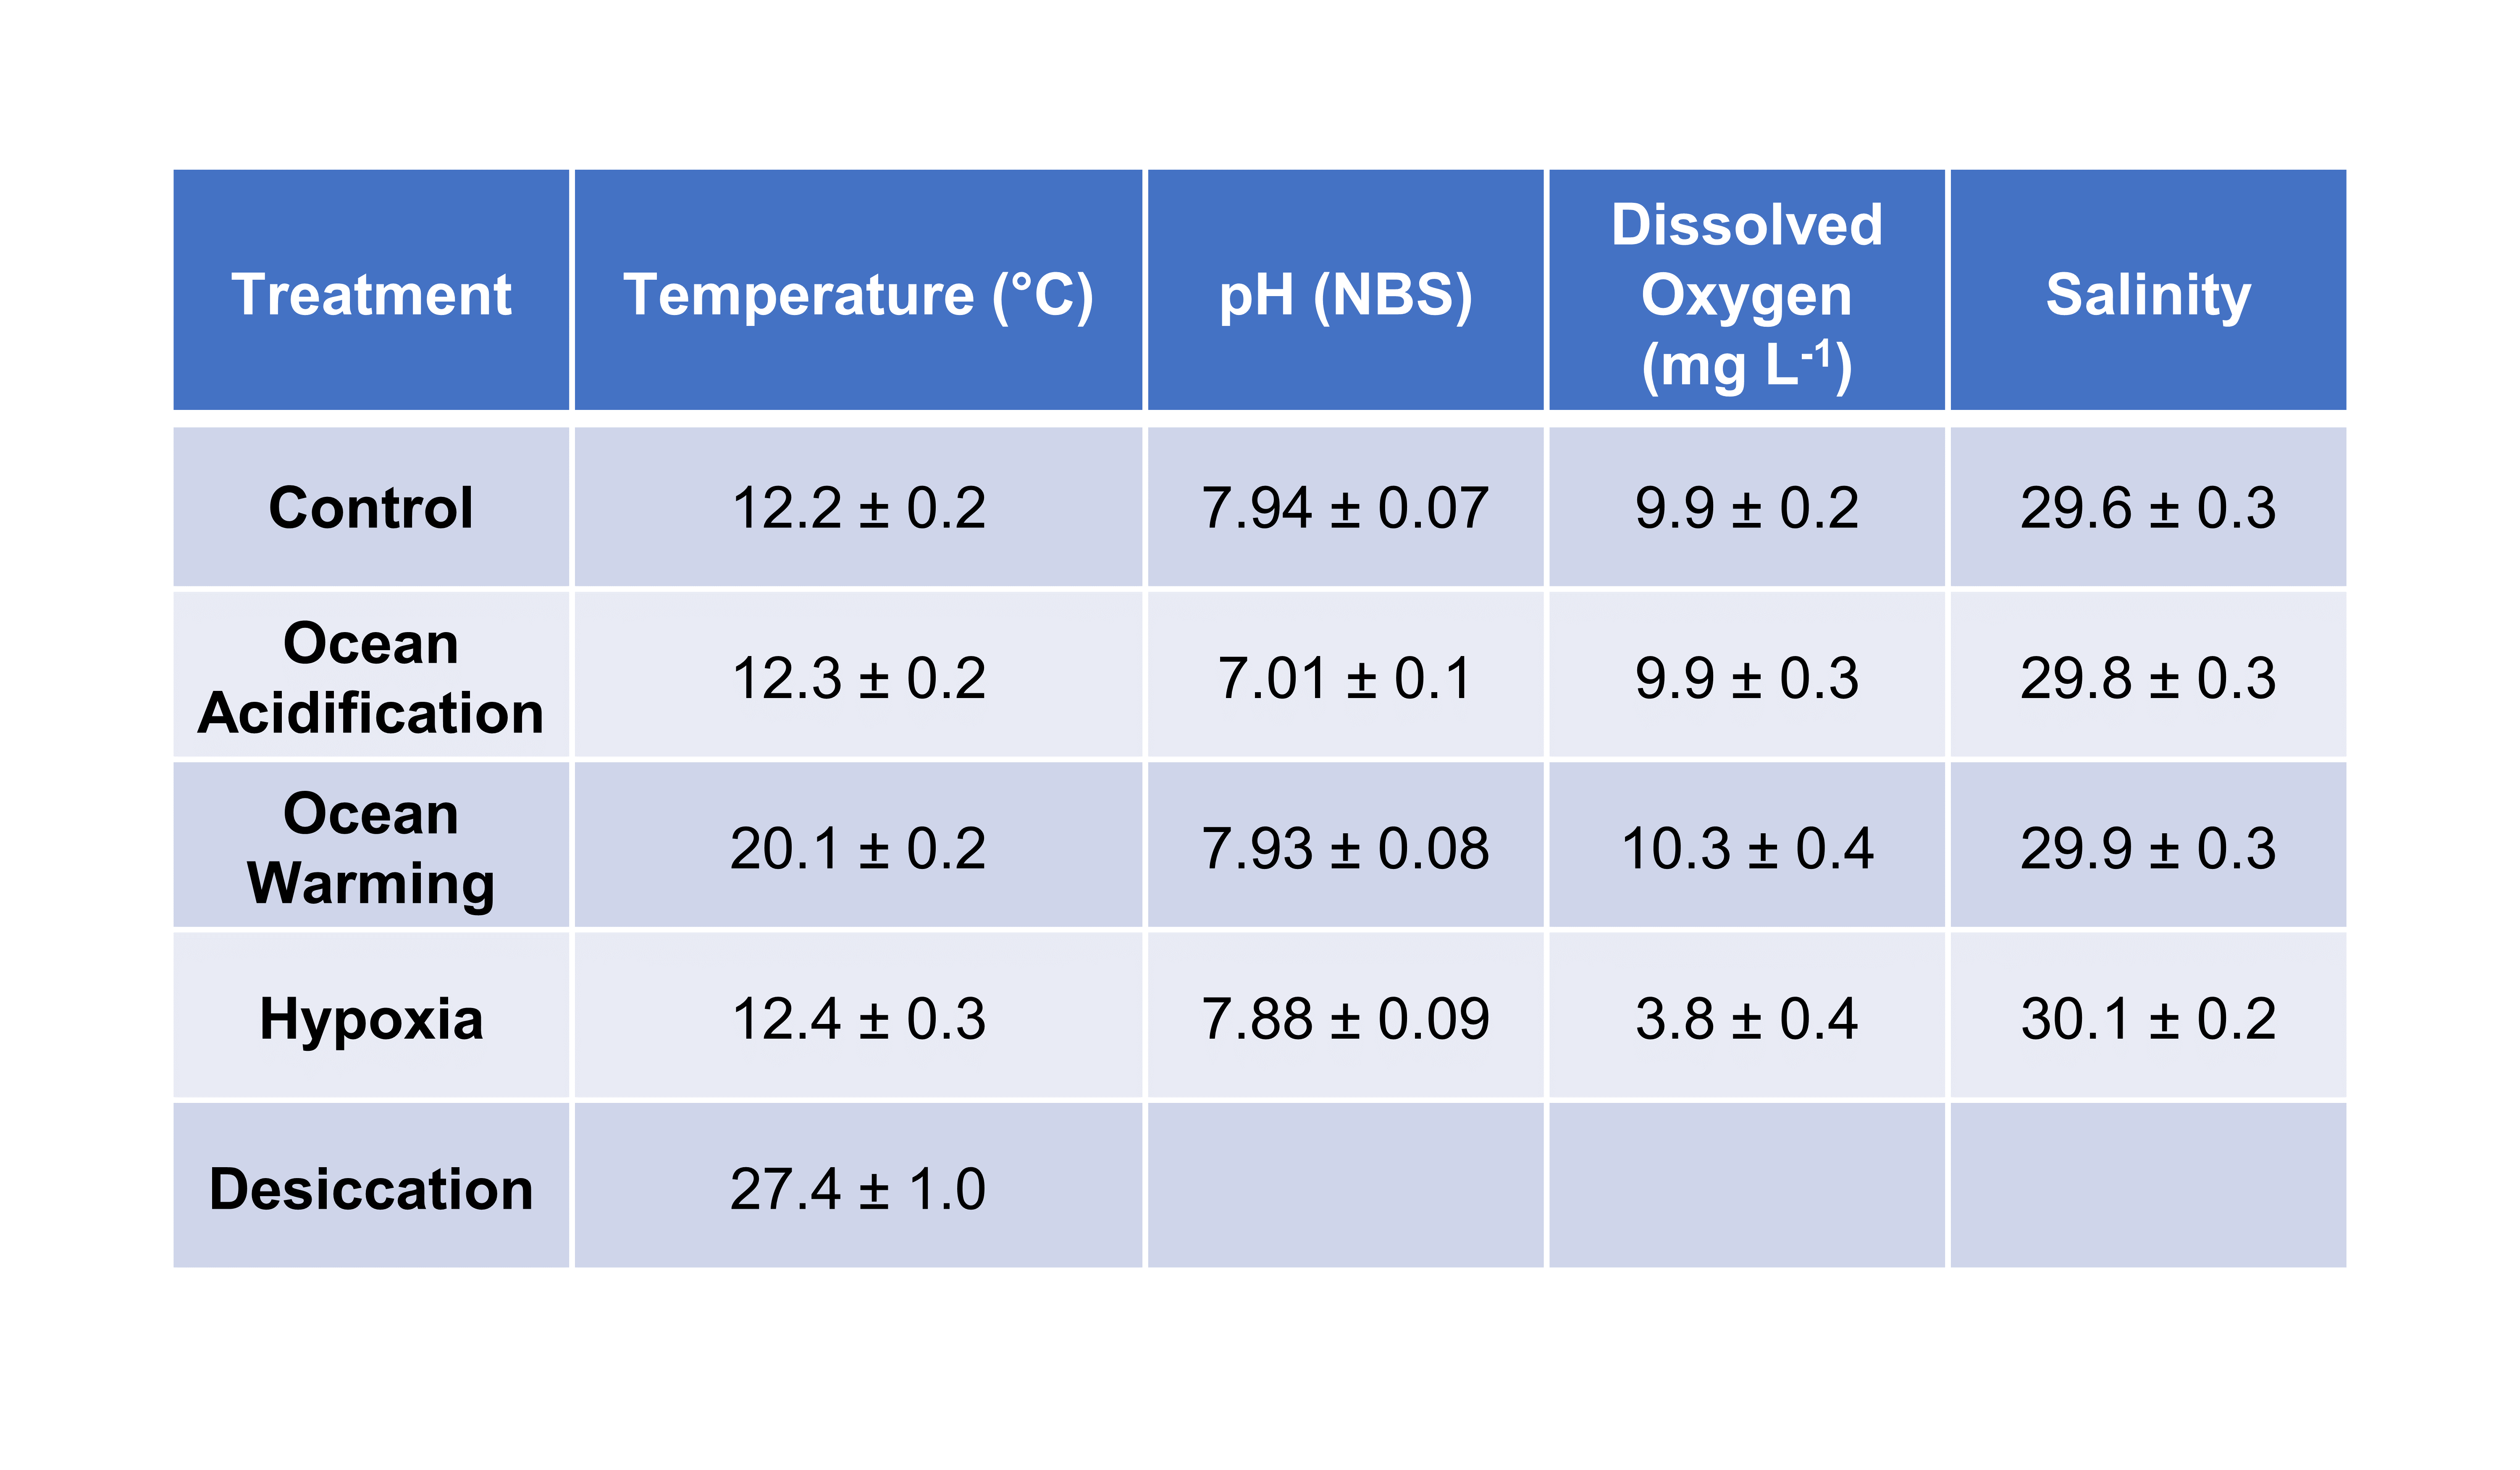 Treatment
Temperature (°C)
pH (NBS)
Dissolved
Oxygen
(mg L⁻¹)
Salinity
Control
12.2 ± 0.2
7.94 ± 0.07
9.9 ± 0.2
29.6 ± 0.3
Ocean
Acidification
12.3 ± 0.2
7.01 ± 0.1
9.9 ± 0.3
29.8 ± 0.3
Ocean
Warming
20.1 ± 0.2
7.93 ± 0.08
10.3 ± 0.4
29.9 ± 0.3
Hypoxia
12.4 ± 0.3
7.88 ± 0.09
3.8 ± 0.4
30.1 ± 0.2
Desiccation
27.4 ± 1.0